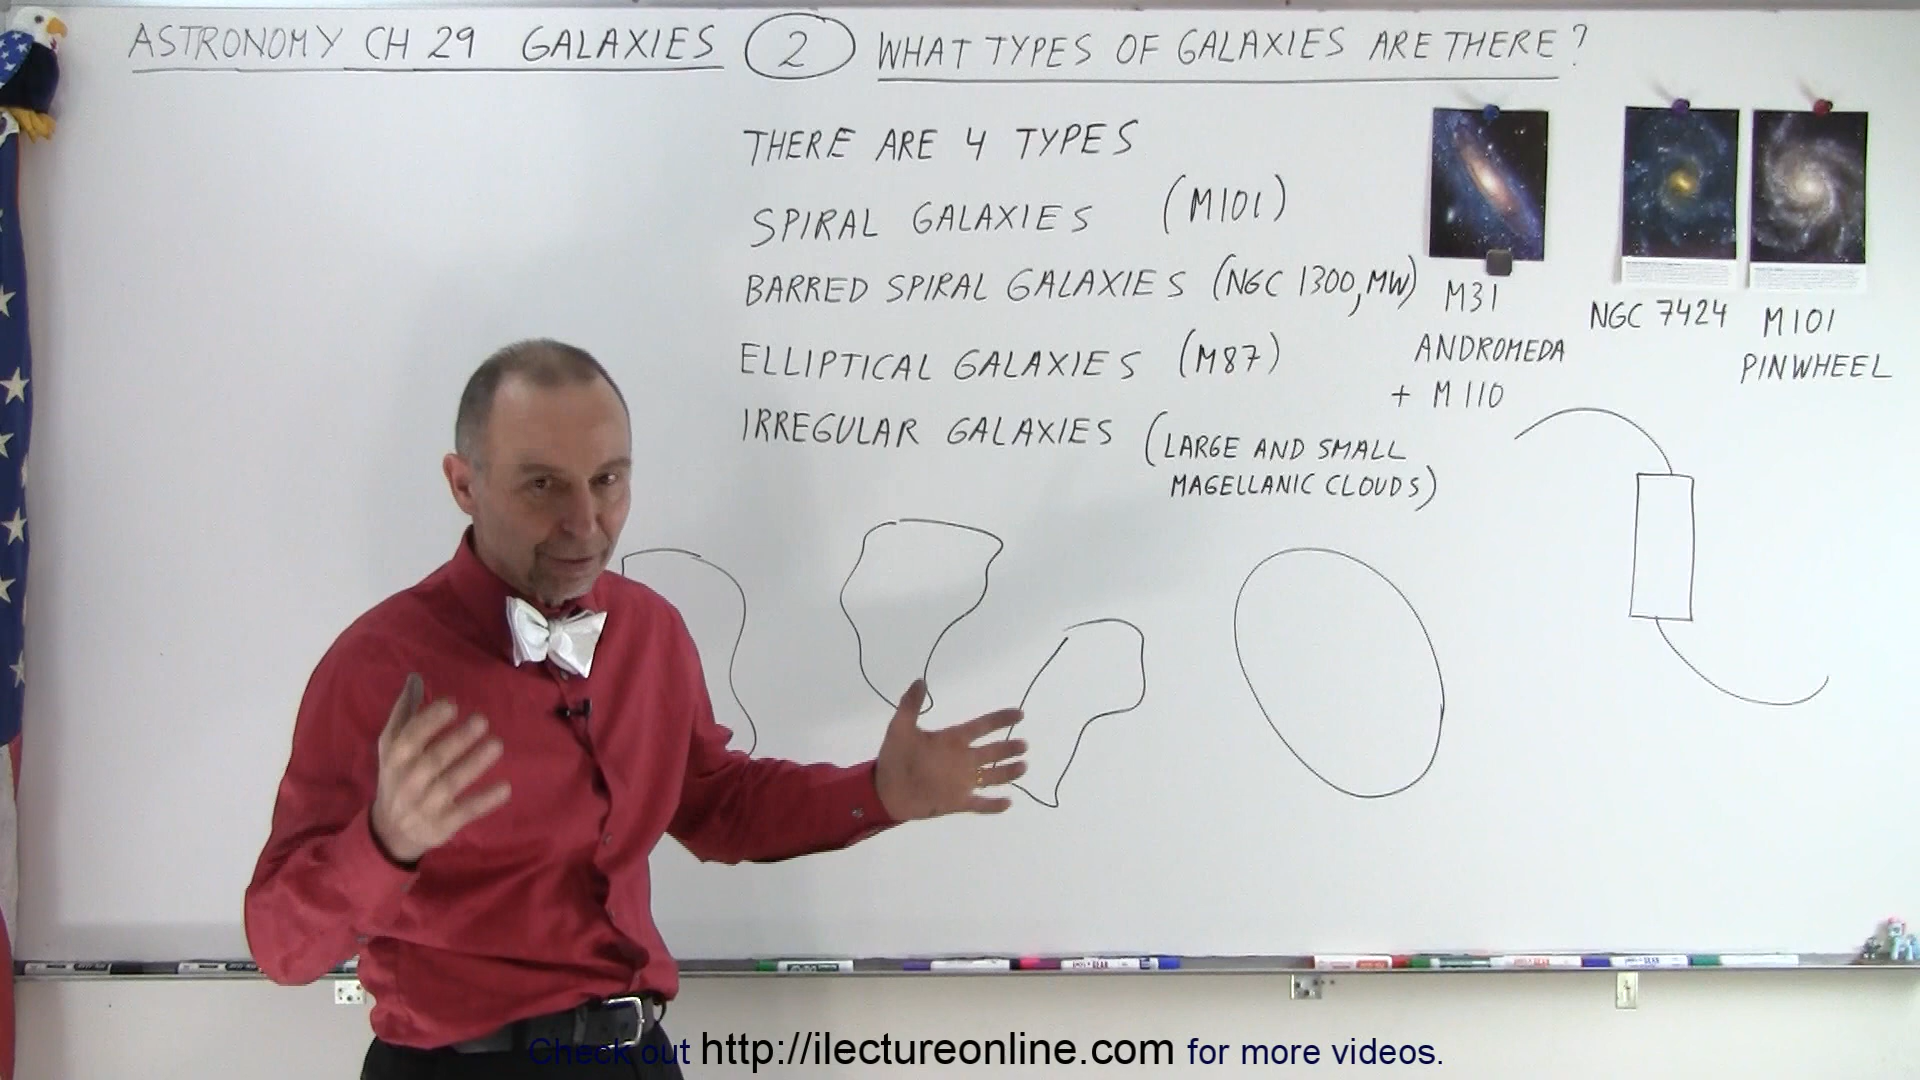 ASTRONOMY CH 29 GALAXIES 2 WHAT TYPES OF GALAXIES ARE THERE?
THERE ARE 4 TYPES
SPIRAL GALAXIES (M101)
BARRED SPIRAL GALAXIES (NGC 1300, MW)
ELLIPTICAL GALAXIES (M87)
IRREGULAR GALAXIES (LARGE AND SMALL
MAGELLANIC CLOUDS)
M31
ANDROMEDA
+ M110
NGC 7424
M101
PINWHEEL
Check out http://ilectureonline.com for more videos.